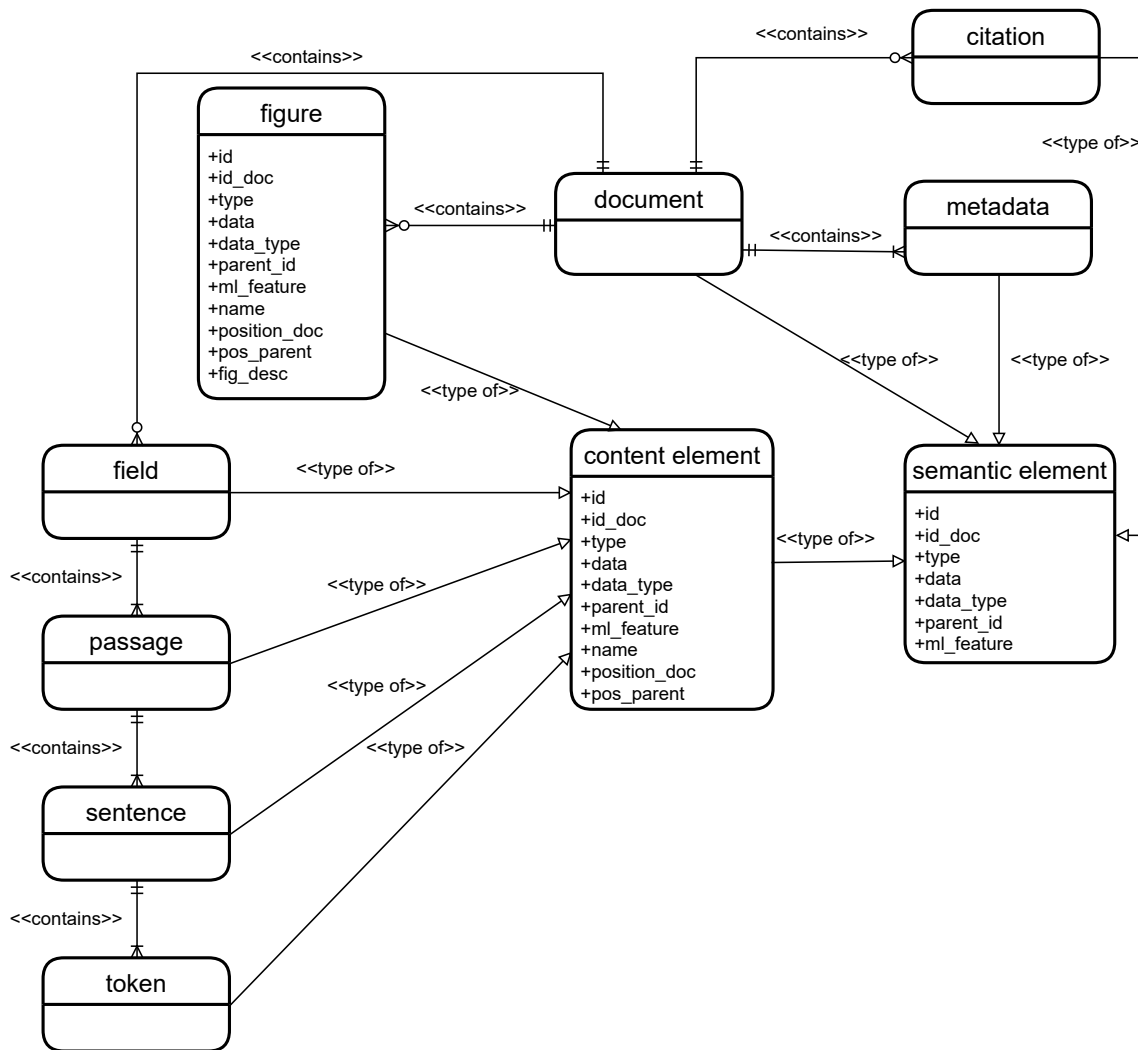 <<contains>>
<<contains>>
citation
<<type of>>
figure
+id
+id_doc
+type
+data
+data_type
+parent_id
+ml_feature
+name
+position_doc
+pos_parent
+fig_desc
<<contains>>
document
<<contains>>
metadata
<<type of>>
<<type of>>
<<type of>>
field
<<type of>>
content element
+id
+id_doc
+type
+data
+data_type
+parent_id
+ml_feature
+name
+position_doc
+pos_parent
<<type of>>
semantic element
+id
+id_doc
+type
+data
+data_type
+parent_id
+ml_feature
<<contains>>
<<type of>>
passage
<<type of>>
<<contains>>
<<type of>>
sentence
<<contains>>
token